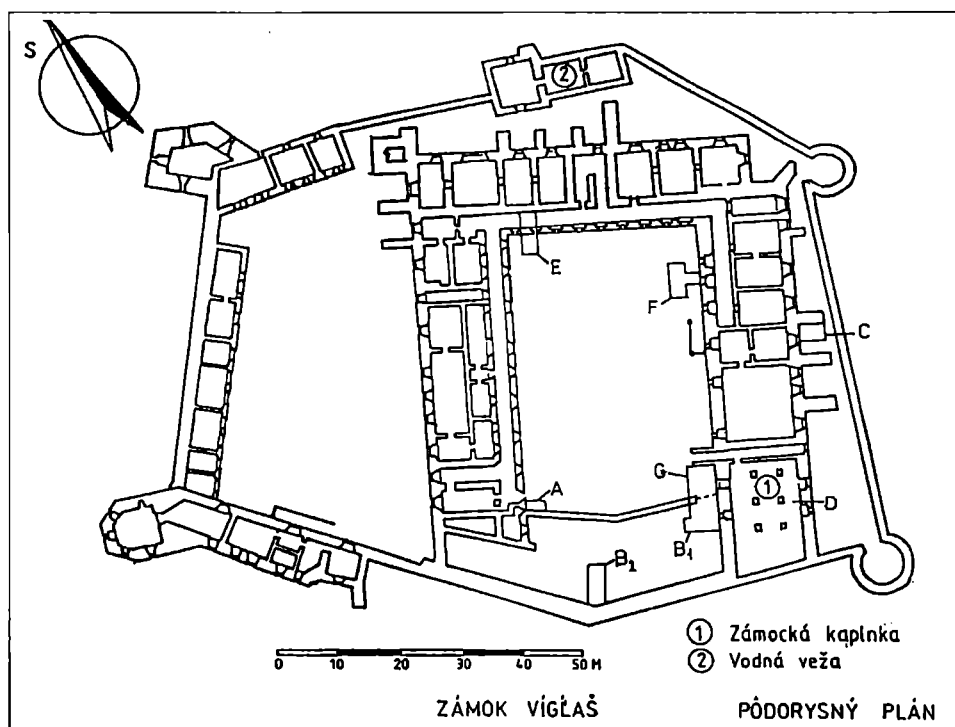 S
2
E
F
C
A
G
1
D
B1
B2
0 10 20 30 40 50 M
1 Zámocká kaplnka
2 Vodná veža
ZÁMOK VÍGĽAŠ PÔDORYSNÝ PLÁN